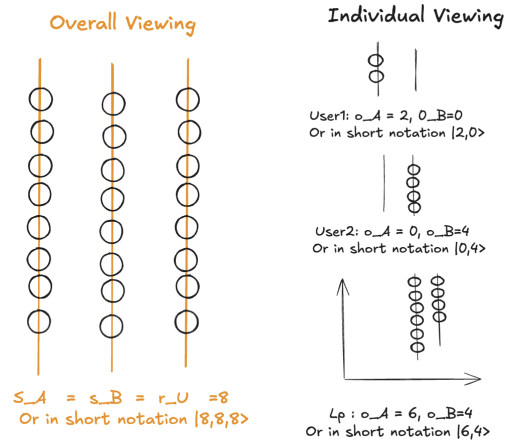 Overall Viewing
S_A = s_B = r_U =8
Or in short notation |8,8,8>
Individual Viewing
User1: o_A = 2, O_B=0
Or in short notation |2,0>
User2: o_A = 0, o_B=4
Or in short notation |0,4>
Lp : o_A = 6, o_B=4
Or in short notation |6,4>